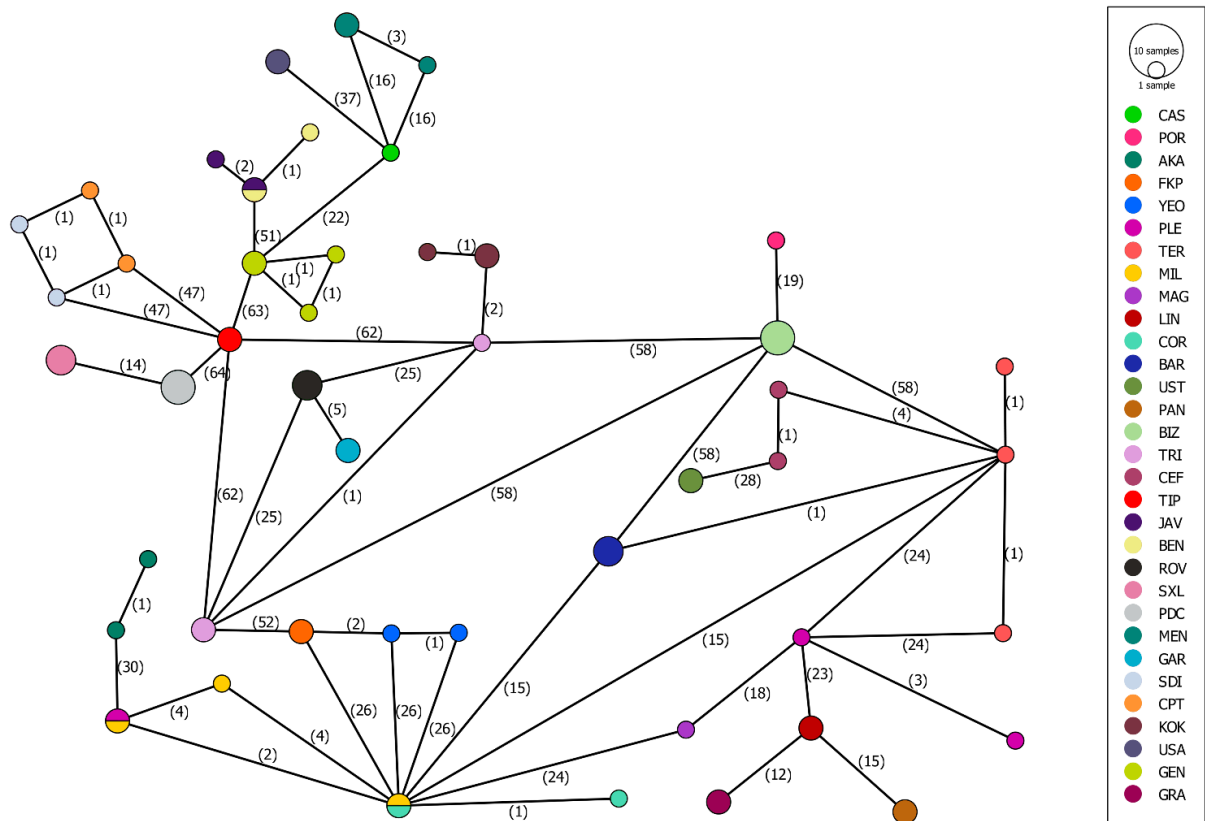 (3)
(16)
(37)
(16)
(2)
(1)
(22)
(1)
(1)
(1)
(1)
(51)
(1)
(1)
(1)
(47)
(47)
(63)
(1)
(2)
(19)
(62)
(58)
(14)
(64)
(25)
(5)
(58)
(4)
(1)
(1)
(58)
(28)
(62)
(25)
(1)
(58)
(1)
(24)
(1)
(1)
(30)
(52)
(2)
(1)
(15)
(24)
(4)
(4)
(2)
(26)
(26)
(26)
(15)
(18)
(23)
(3)
(24)
(1)
(12)
(15)
10 samples
1 sample
CAS
POR
AKA
FKP
YEO
PLE
TER
MIL
MAG
LIN
COR
BAR
UST
PAN
BIZ
TRI
CEF
TIP
JAV
BEN
ROV
SXL
PDC
MEN
GAR
SDI
CPT
KOK
USA
GEN
GRA